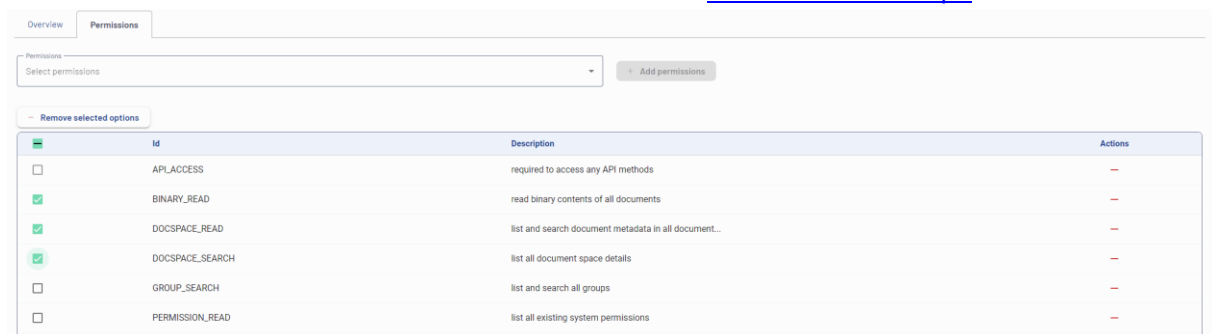 Overview Permissions
Permissions
Select permissions
+ Add permissions
− Remove selected options
Id Description Actions
API_ACCESS required to access any API methods
BINARY_READ read binary contents of all documents
DOCSPACE_READ list and search document metadata in all document...
DOCSPACE_SEARCH list all document space details
GROUP_SEARCH list and search all groups
PERMISSION_READ list all existing system permissions